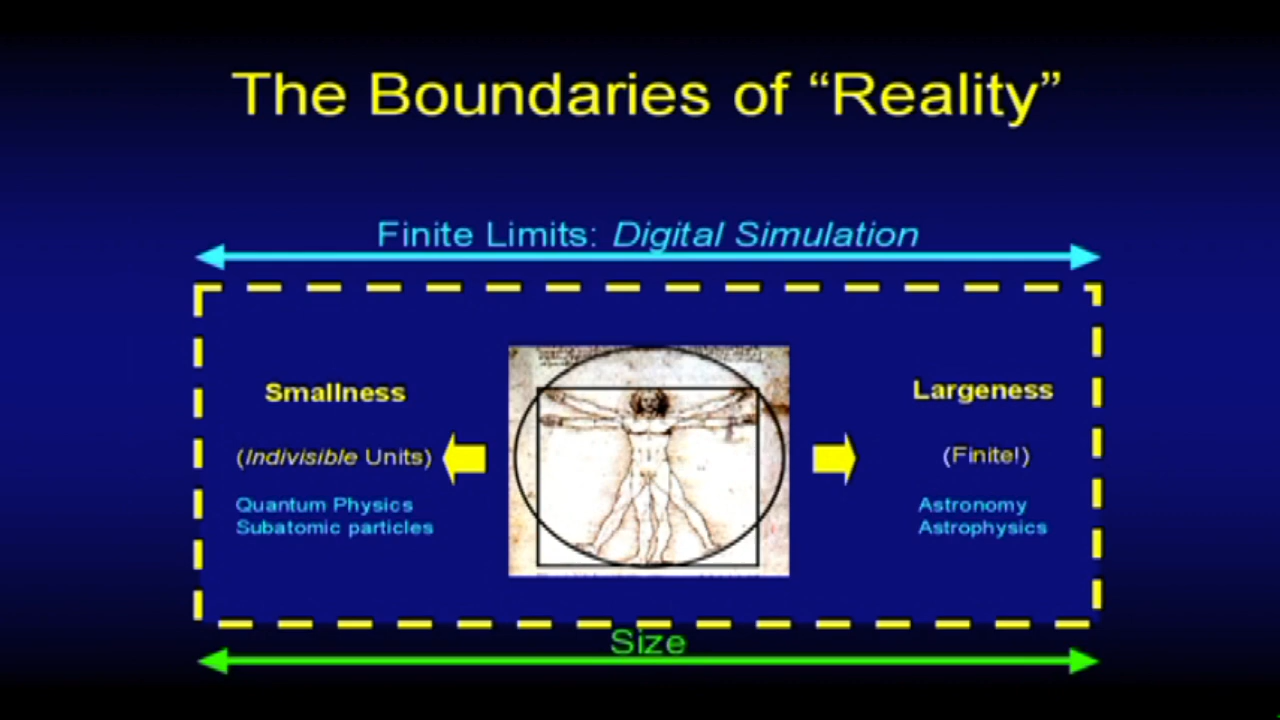 The Boundaries of “Reality”
Finite Limits: Digital Simulation
Smallness
(Indivisible Units)
Quantum Physics
Subatomic particles
Largeness
(Finite!)
Astronomy
Astrophysics
Size